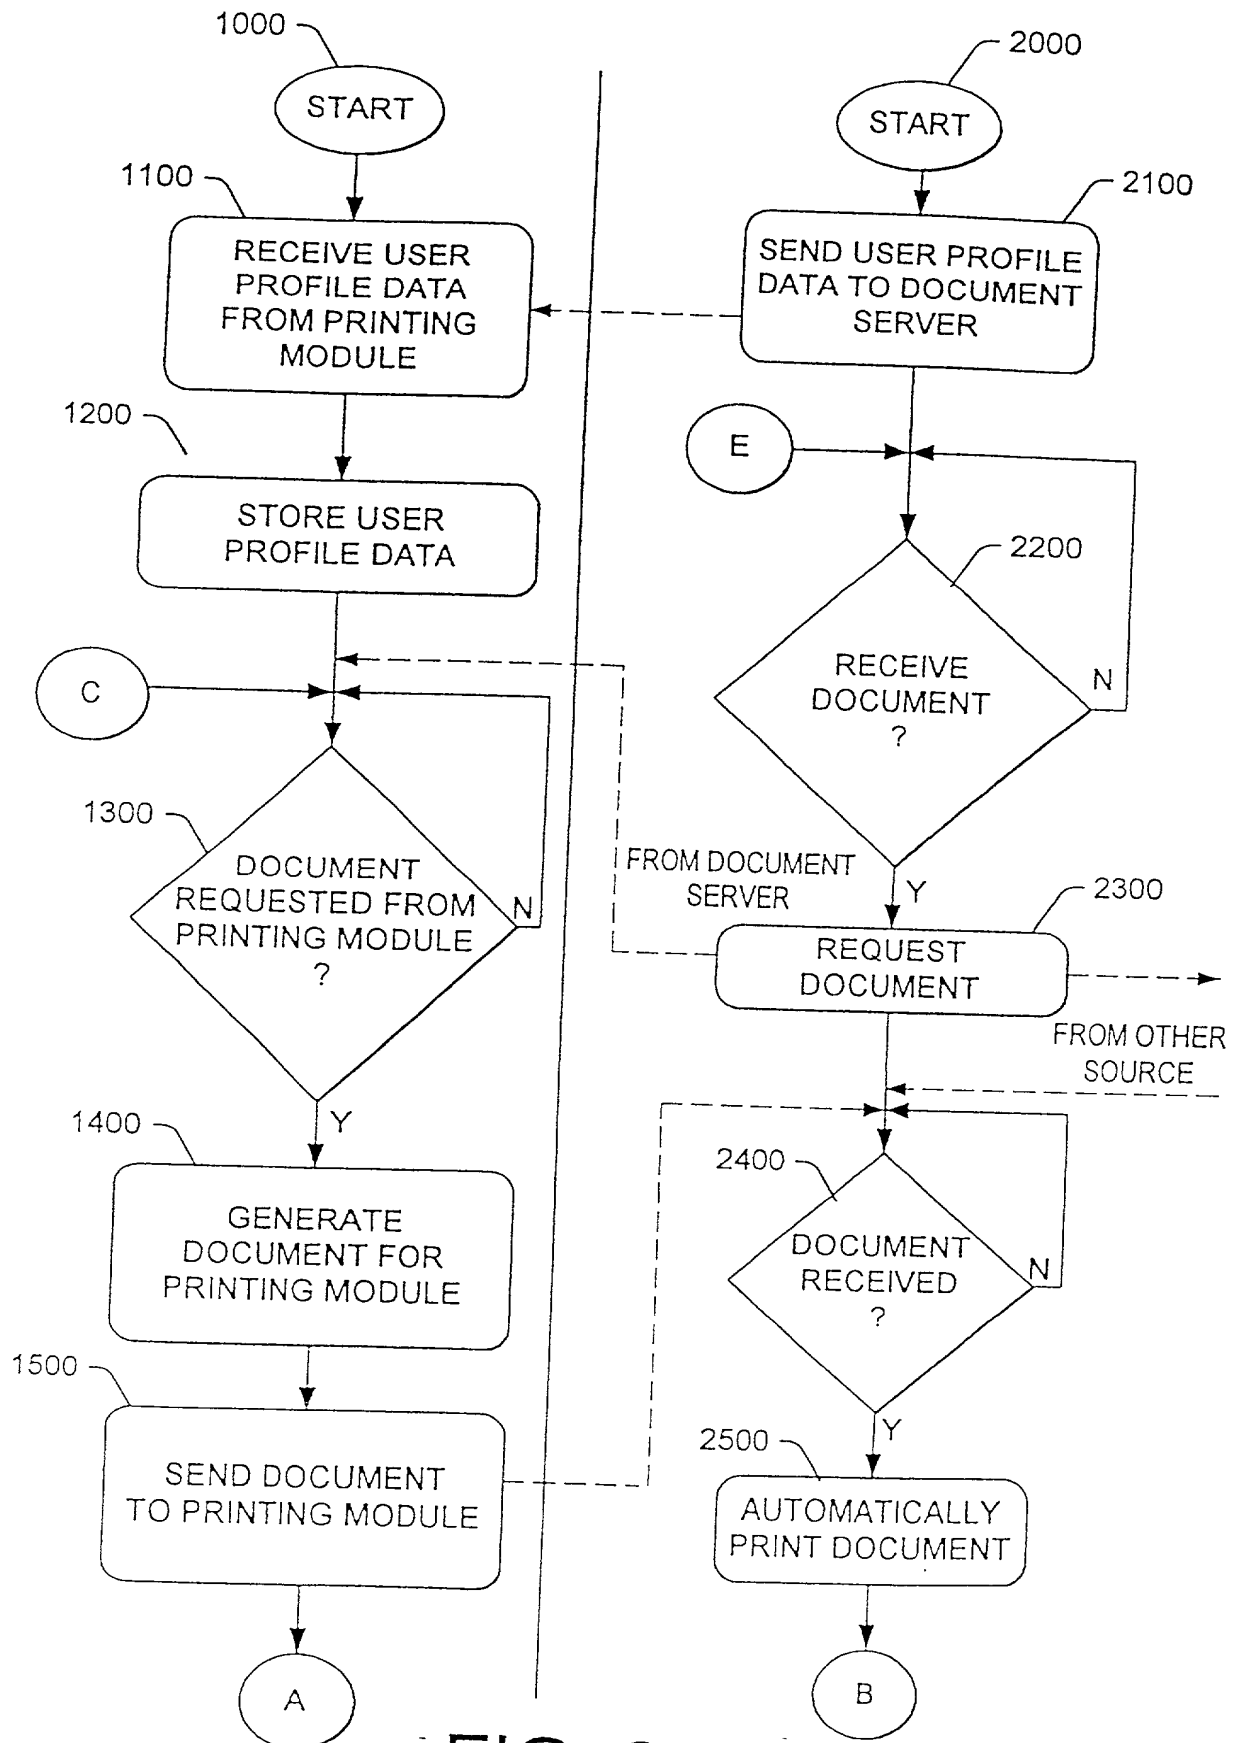 1000
START
1100
RECEIVE USER
PROFILE DATA
FROM PRINTING
MODULE
1200
STORE USER
PROFILE DATA
C
1300
DOCUMENT
REQUESTED FROM
PRINTING MODULE
?
N
Y
1400
GENERATE
DOCUMENT FOR
PRINTING MODULE
1500
SEND DOCUMENT
TO PRINTING MODULE
A
2000
START
2100
SEND USER PROFILE
DATA TO DOCUMENT
SERVER
E
2200
RECEIVE
DOCUMENT
?
N
Y
FROM DOCUMENT
SERVER
2300
REQUEST
DOCUMENT
FROM OTHER
SOURCE
2400
DOCUMENT
RECEIVED
?
N
Y
2500
AUTOMATICALLY
PRINT DOCUMENT
B